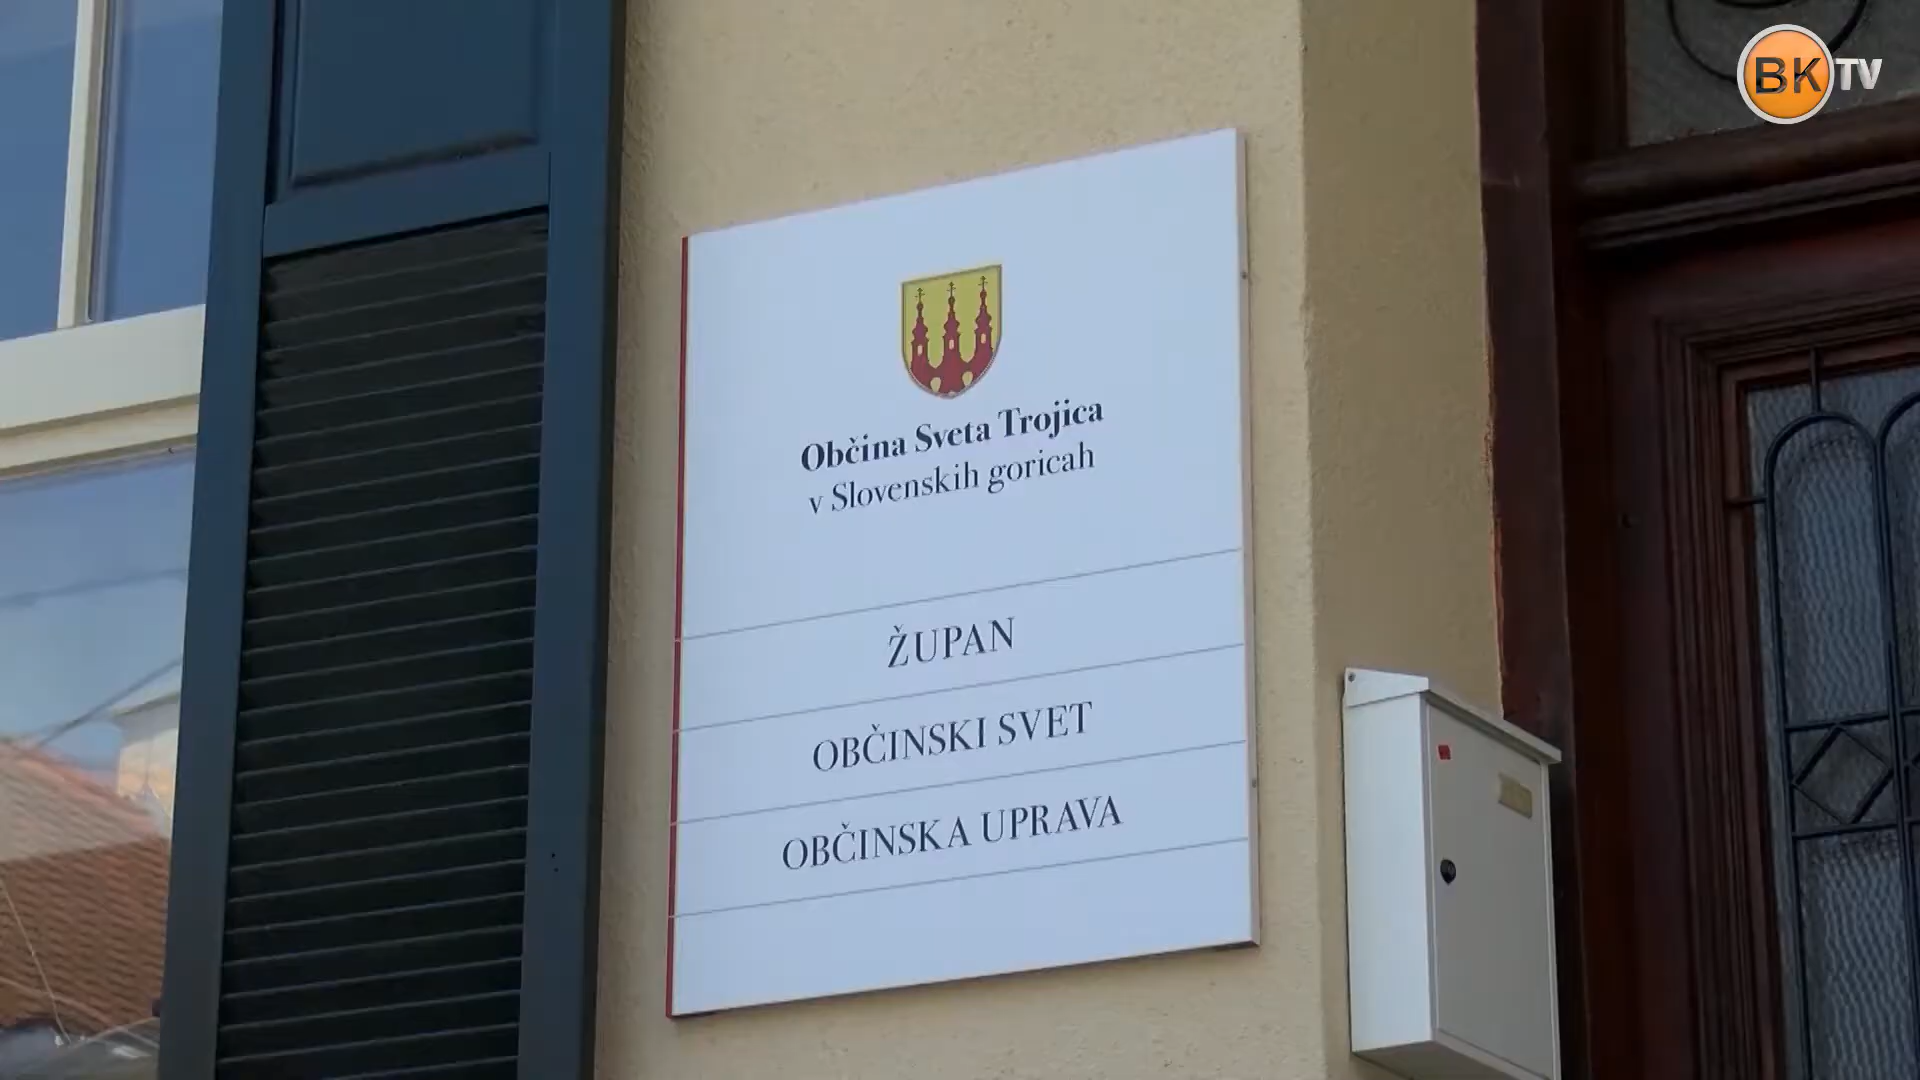 BKTV
Občina Sveta Trojica
v Slovenskih goricah
ŽUPAN
OBČINSKI SVET
OBČINSKA UPRAVA